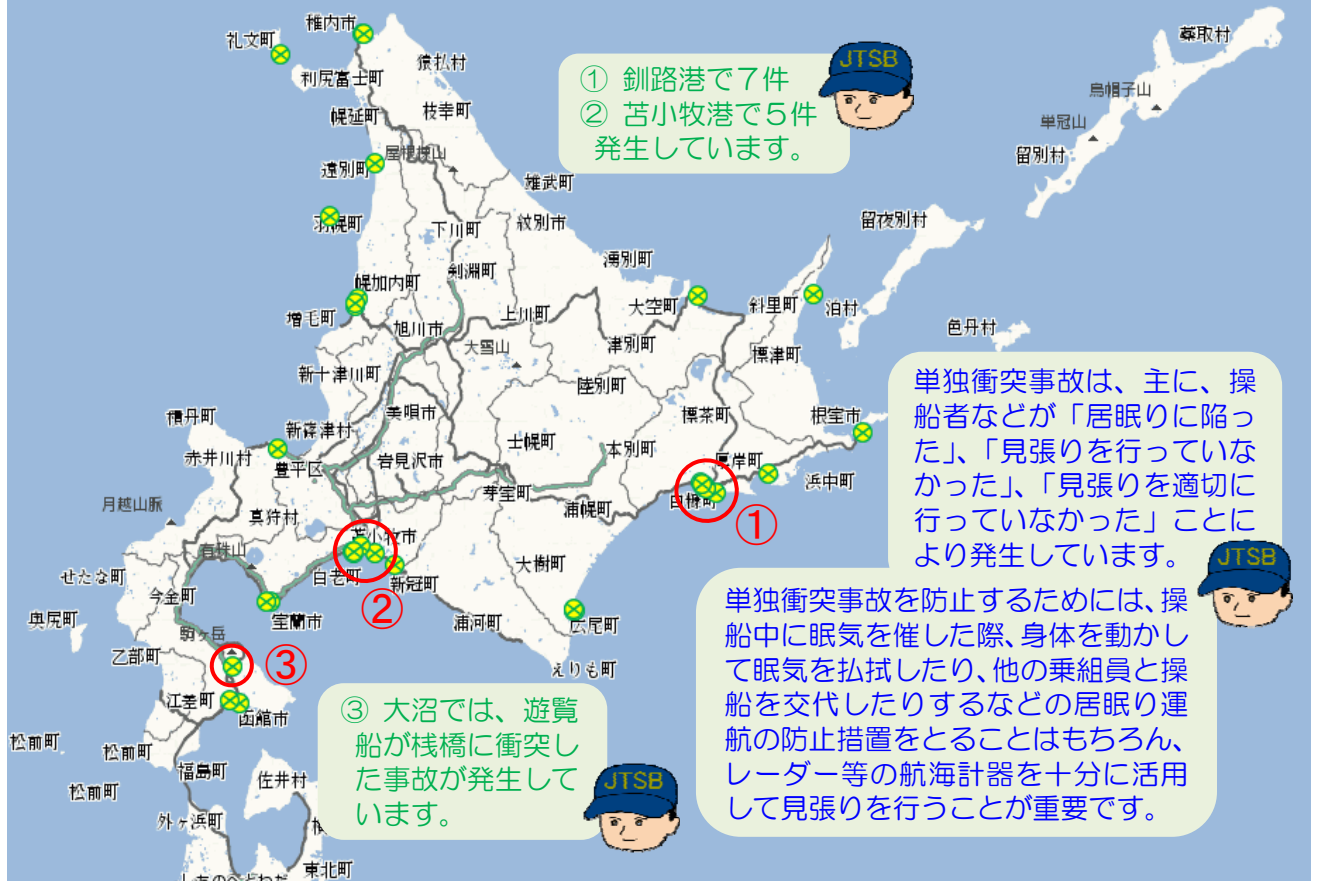 稚内市
礼文町
利尻富士町
猿払村
幌延町
枝幸町
屋根棟山
遠別町
雄武町
羽幌町
下川町
紋別市
蘂取村
烏帽子山
単冠山
留別村
留夜別村
湧別町
幌加内町
剣淵町
増毛町
旭川市
上川町
大空町
斜里町
泊村
色丹村
大雪山
津別町
標津町
新十津川町
陸別町
積丹町
美唄市
標茶町
根室市
新篠津村
士幌町
本別町
赤井川村
豊平区
岩見沢市
厚岸町
浜中町
芽室町
浦幌町
白糠町
月越山脈
真狩村
苫小牧市
有珠山
白老町
新冠町
大樹町
せたな町
今金町
奥尻町
室蘭市
浦河町
広尾町
駒ヶ岳
乙部町
えりも町
江差町
函館市
松前町
松前町
福島町
佐井村
松前町
外ヶ浜町
東北町
JTSB
① 釧路港で7件
② 苫小牧港で5件
発生しています。
①
②
③
単独衝突事故は、主に、操
船者などが「居眠りに陥っ
た」、「見張りを行っていな
かった」、「見張りを適切に
行っていなかった」ことに
より発生しています。
JTSB
単独衝突事故を防止するためには、操
船中に眠気を催した際、身体を動かし
て眠気を払拭したり、他の乗組員と操
船を交代したりするなどの居眠り運
航の防止措置をとることはもちろん、
レーダー等の航海計器を十分に活用
して見張りを行うことが重要です。
③ 大沼では、遊覧
船が桟橋に衝突し
た事故が発生して
います。
JTSB